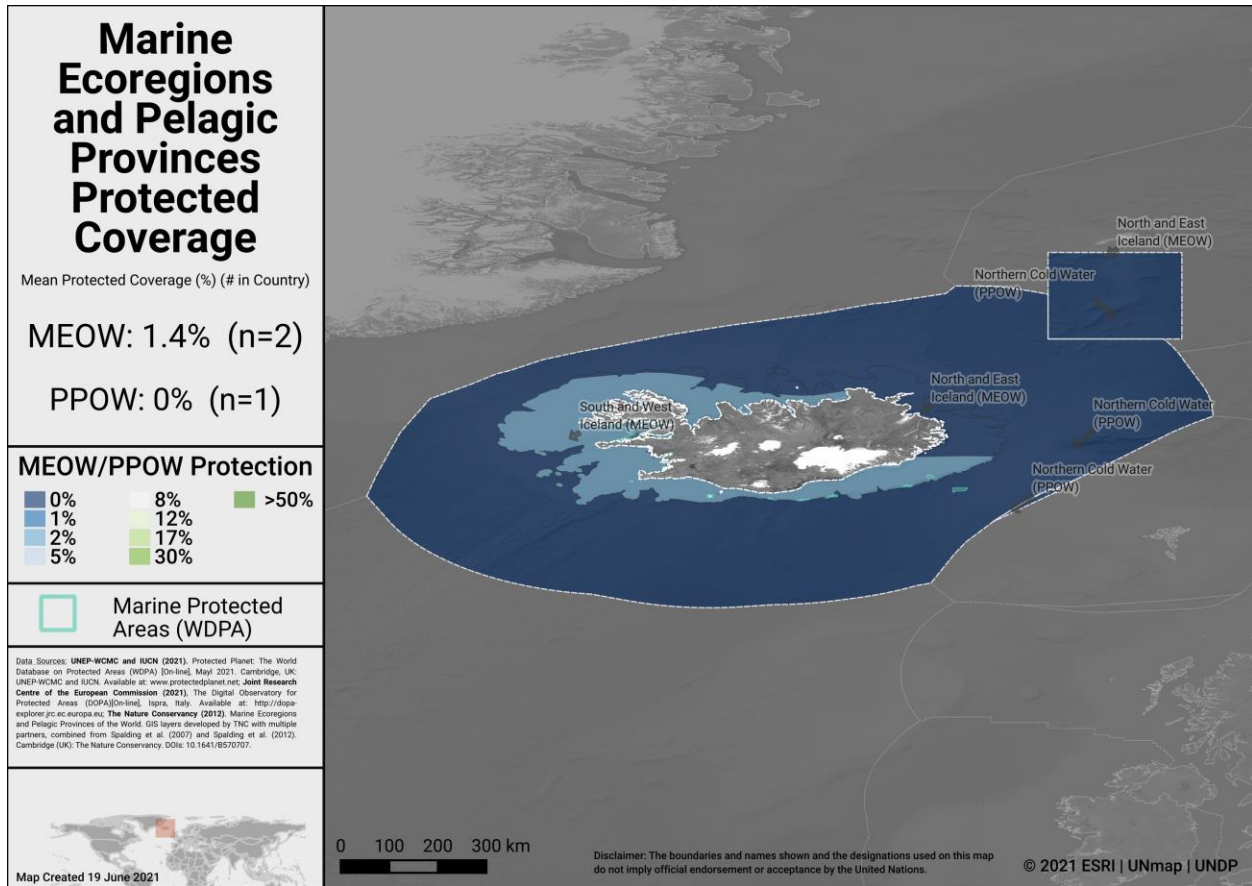 Marine
Ecoregions
and Pelagic
Provinces
Protected
Coverage
Mean Protected Coverage (%) (# in Country)
MEOW: 1.4% (n=2)
PPOW: 0% (n=1)
MEOW/PPOW Protection
0%
1%
2%
5%
8%
12%
17%
30%
>50%
Marine Protected
Areas (WDPA)
Data Sources: UNEP-WCMC and IUCN (2021). Protected Planet: The World
Database on Protected Areas (WDPA) [On-line], Mayl 2021. Cambridge, UK:
UNEP-WCMC and IUCN. Available at: www.protectedplanet.net; Joint Research
Centre of the European Commission (2021), The Digital Observatory for
Protected Areas (DOPA)[On-line], Ispra, Italy. Available at: http://dopa-
explorer.jrc.ec.europa.eu; The Nature Conservancy (2012). Marine Ecoregions
and Pelagic Provinces of the World. GIS layers developed by TNC with multiple
partners, combined from Spalding et al. (2007) and Spalding et al. (2012).
Cambridge (UK): The Nature Conservancy. DOIs: 10.1641/B570707.
Map Created 19 June 2021
North and East
Iceland (MEOW)
Northern Cold Water
(PPOW)
North and East
Iceland (MEOW)
South and West
Iceland (MEOW)
Northern Cold Water
(PPOW)
Northern Cold Water
(PPOW)
0 100 200 300 km
Disclaimer: The boundaries and names shown and the designations used on this map
do not imply official endorsement or acceptance by the United Nations.
© 2021 ESRI | UNmap | UNDP